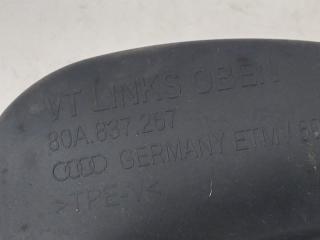 VT LINKS OBEN
80A.837.267
GERMANY ETM
>TPE-V<